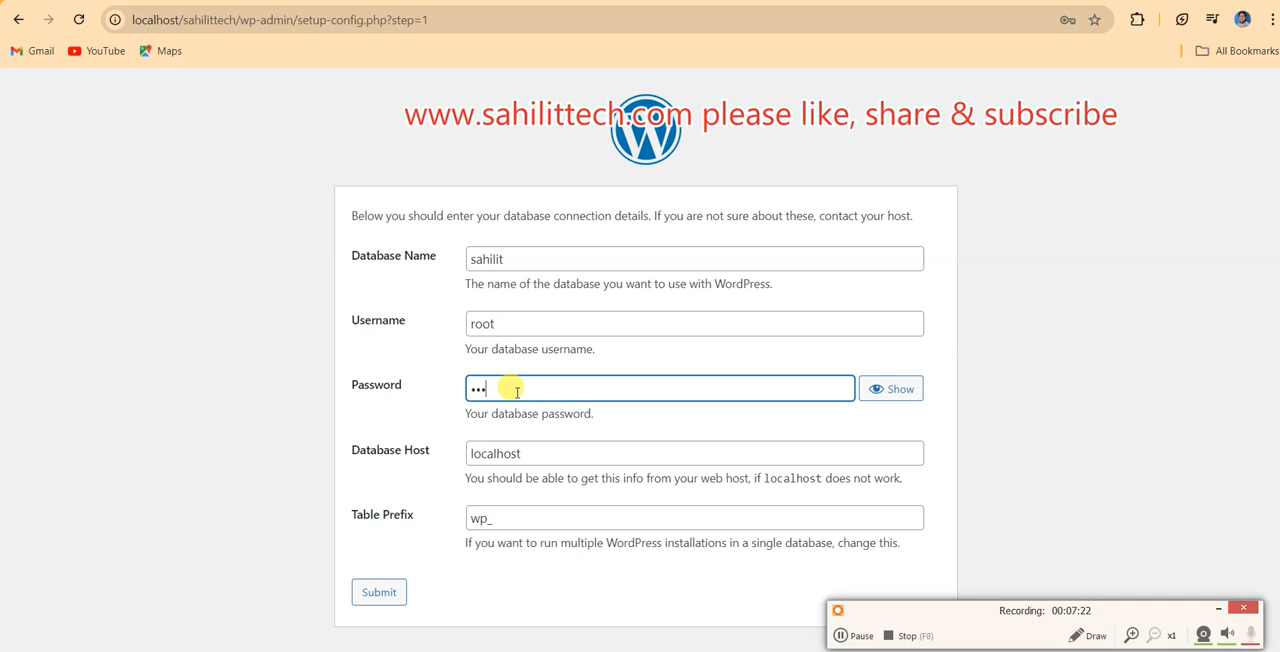 localhost/sahilittech/wp-admin/setup-config.php?step=1
Gmail YouTube Maps All Bookmarks
www.sahilittech.com please like, share & subscribe
Below you should enter your database connection details. If you are not sure about these, contact your host.
Database Name sahilit
The name of the database you want to use with WordPress.
Username root
Your database username.
Password ••• Show
Your database password.
Database Host localhost
You should be able to get this info from your web host, if localhost does not work.
Table Prefix wp_
If you want to run multiple WordPress installations in a single database, change this.
Submit
Recording: 00:07:22
Pause Stop (F8) Draw x1